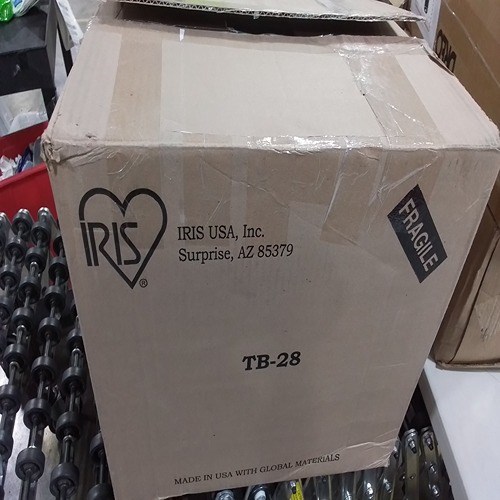 IRIS
®
IRIS USA, Inc.
Surprise, AZ 85379
FRAGILE
TB-28
MADE IN USA WITH GLOBAL MATERIALS